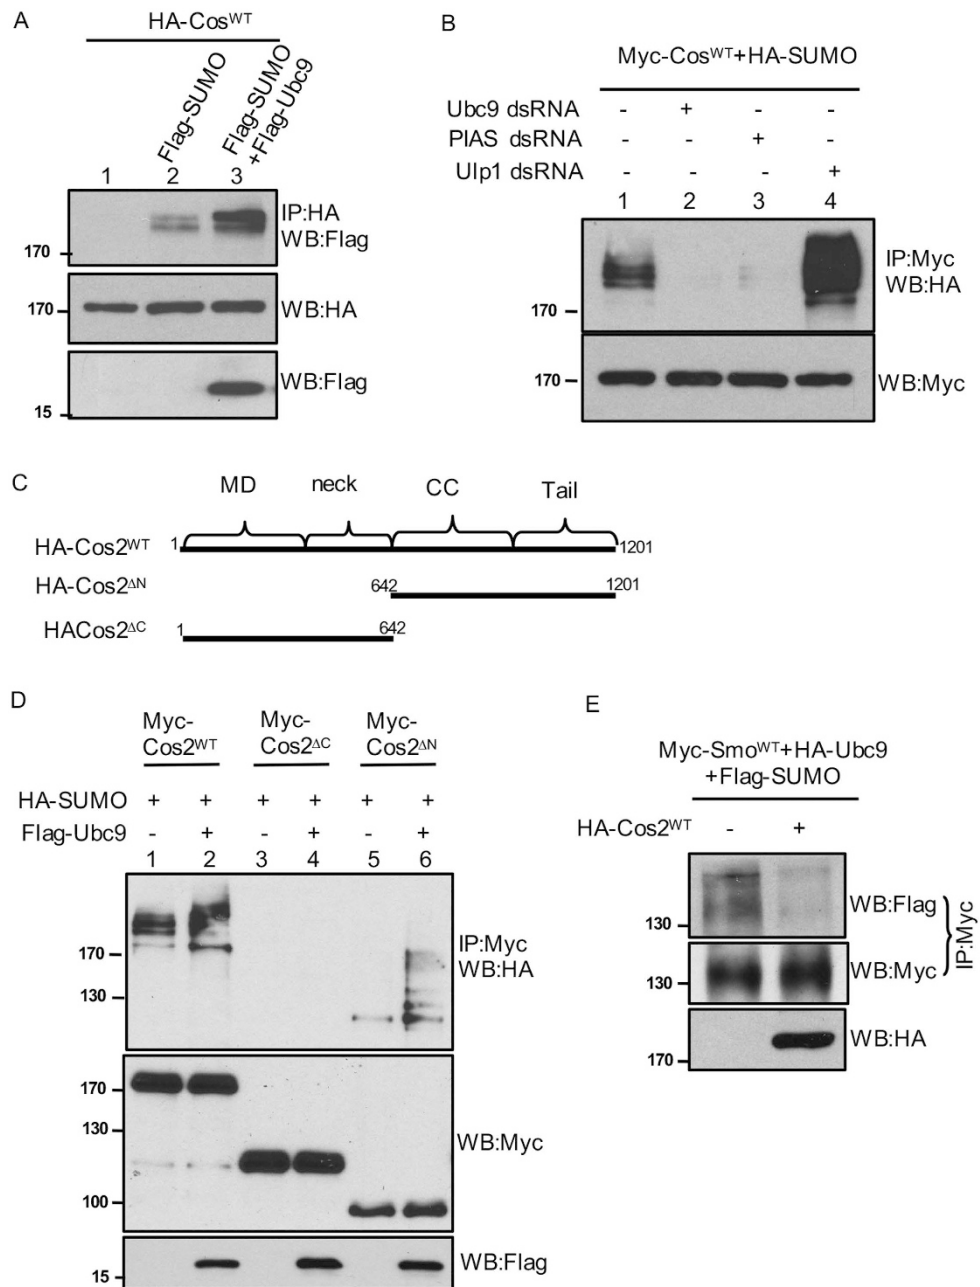 A
HA-Cos^WT
Flag-SUMO
Flag-SUMO
+Flag-Ubc9
1 2 3
IP:HA
WB:Flag
170
170
WB:HA
WB:Flag
15
B
Myc-Cos^WT+HA-SUMO
Ubc9 dsRNA - + - -
PIAS dsRNA - - + -
Ulp1 dsRNA - - - +
1 2 3 4
IP:Myc
WB:HA
170
170
WB:Myc
C
MD neck CC Tail
HA-Cos2^WT 1 1201
HA-Cos2^ΔN 642 1201
HACos2^ΔC 1 642
D
Myc-
Cos2^WT
Myc-
Cos2^ΔC
Myc-
Cos2^ΔN
HA-SUMO + + + + + +
Flag-Ubc9 - + - + - +
1 2 3 4 5 6
IP:Myc
WB:HA
170
130
170
130
WB:Myc
100
WB:Flag
15
E
Myc-Smo^WT+HA-Ubc9
+Flag-SUMO
HA-Cos2^WT - +
WB:Flag
130
IP:Myc
WB:Myc
130
WB:HA
170